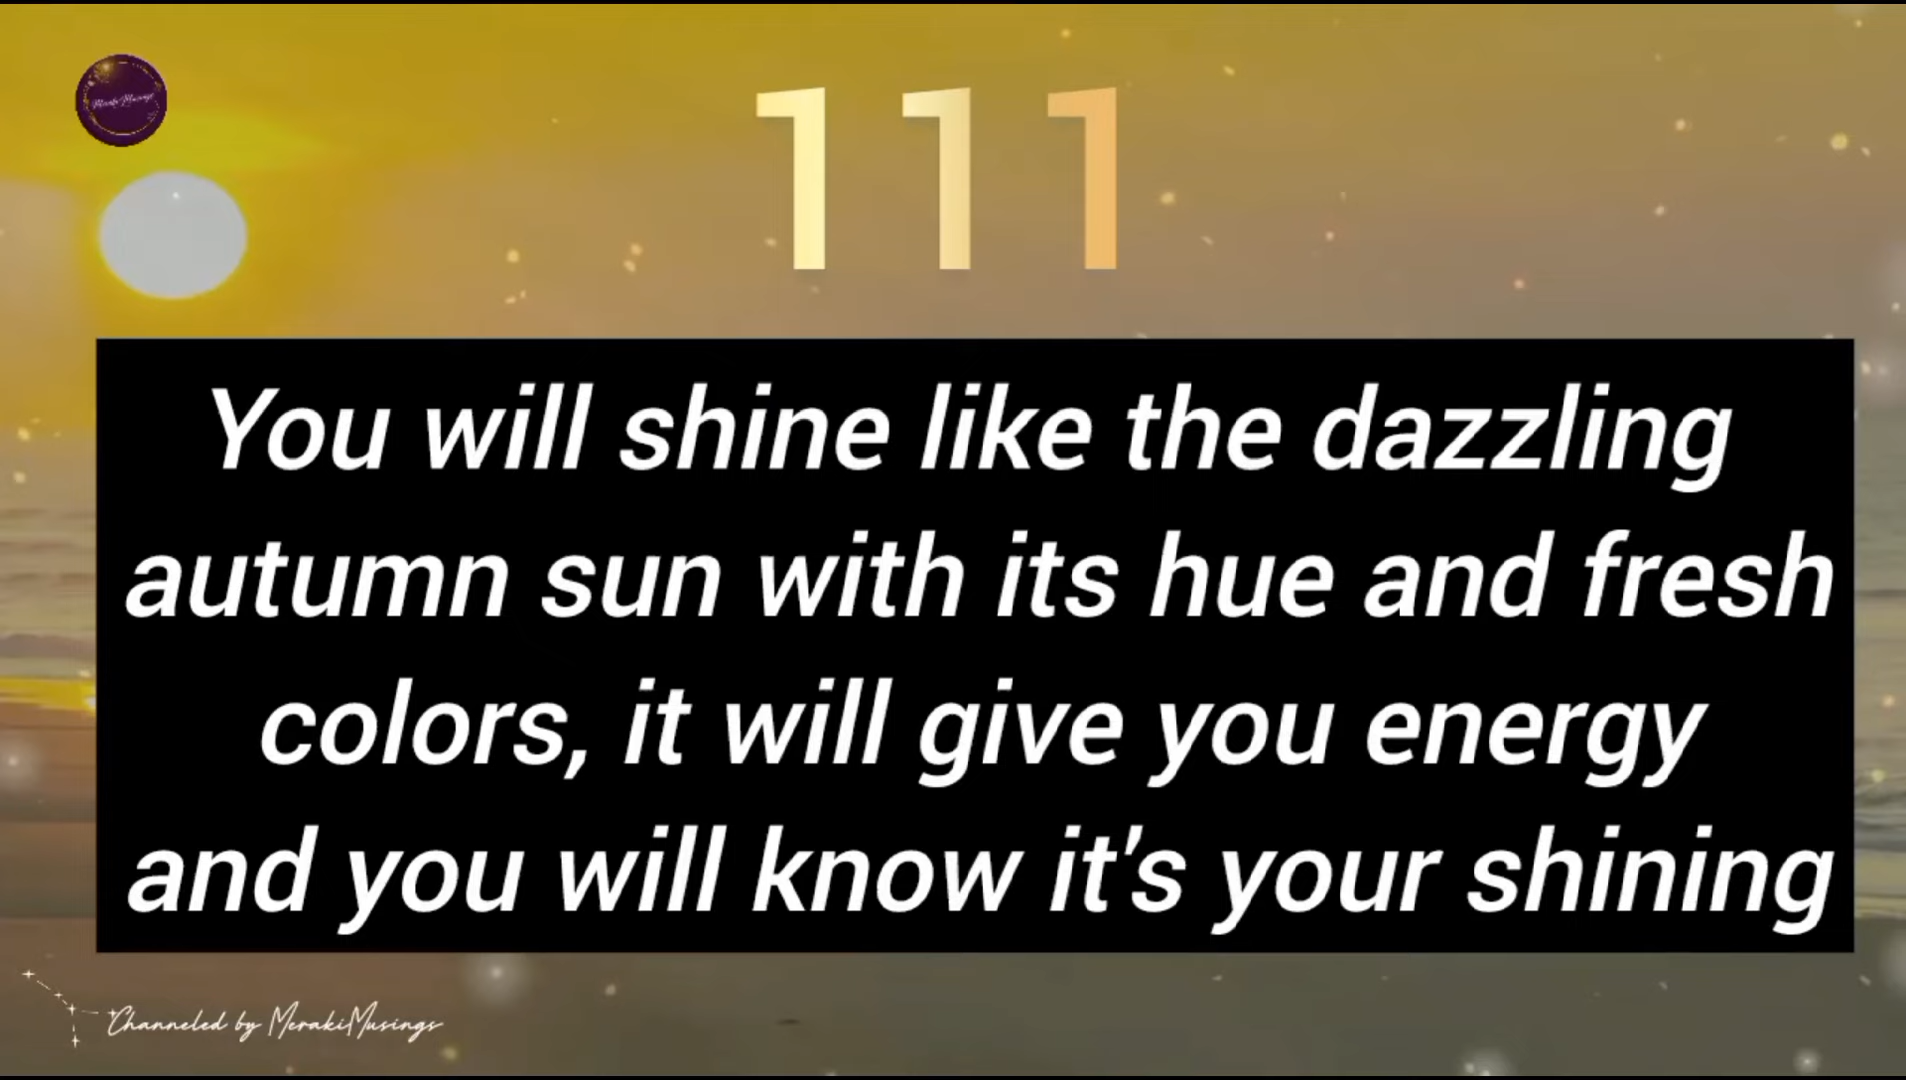 MerakiMusings
111
You will shine like the dazzling
autumn sun with its hue and fresh
colors, it will give you energy
and you will know it's your shining
Channeled by MerakiMusings